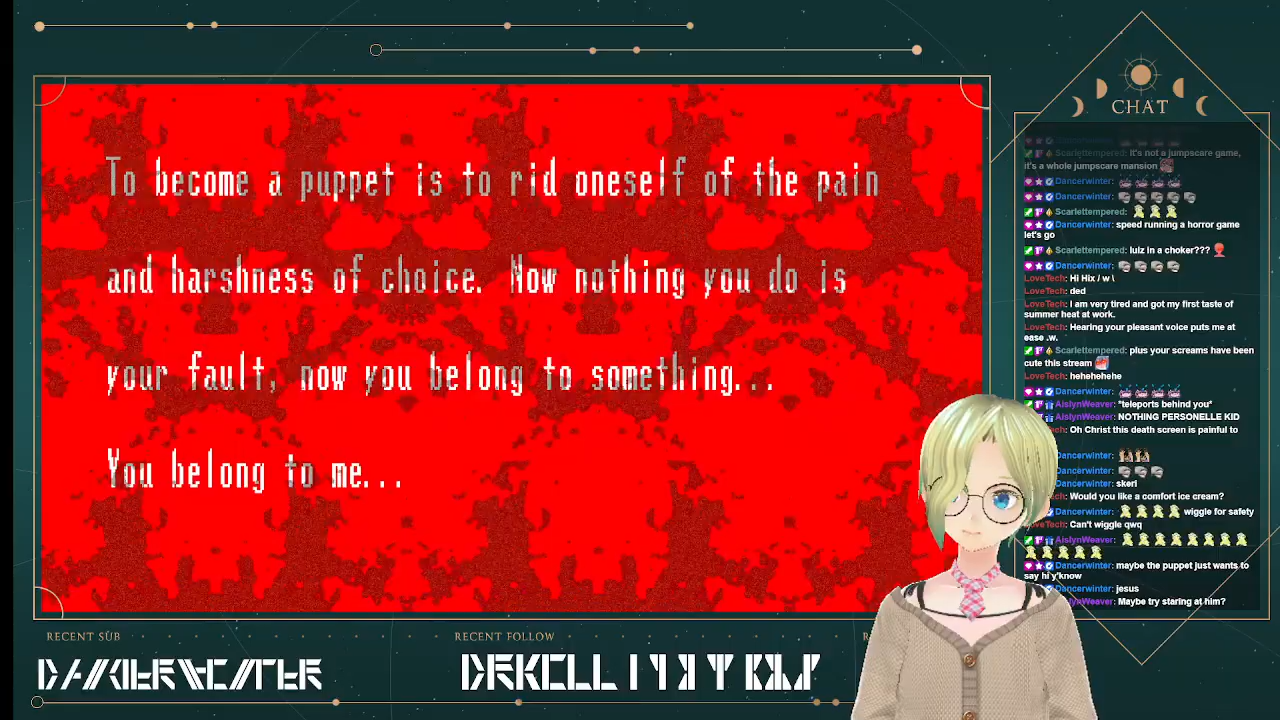 CHAT
To become a puppet is to rid oneself of the pain
and harshness of choice. Now nothing you do is
your fault, now you belong to something...
You belong to me...
Scarlettempered: it's not a jumpscare game,
it's a whole jumpscare mansion
Dancerwinter:
Dancerwinter:
Scarlettempered:
Dancerwinter: speed running a horror game
let's go
Scarlettempered: lulz in a choker???
Dancerwinter:
LoveTech: Hi Hix / w \
LoveTech: ded
LoveTech: I am very tired and got my first taste of
summer heat at work.
LoveTech: Hearing your pleasant voice puts me at
ease .w.
Scarlettempered: plus your screams have been
cute this stream
LoveTech: hehehehehe
Dancerwinter:
AislynWeaver: *teleports behind you*
AislynWeaver: NOTHING PERSONELLE KID
Tech: Oh Christ this death screen is painful to
Dancerwinter:
Dancerwinter:
Dancerwinter: skerl
Tech: Would you like a comfort ice cream?
Dancerwinter: wiggle for safety
LoveTech: Can't wiggle qwq
AislynWeaver:
Dancerwinter: maybe the puppet just wants to
say hi y'know
Dancerwinter: jesus
AislynWeaver: Maybe try staring at him?
RECENT SUB
RECENT FOLLOW